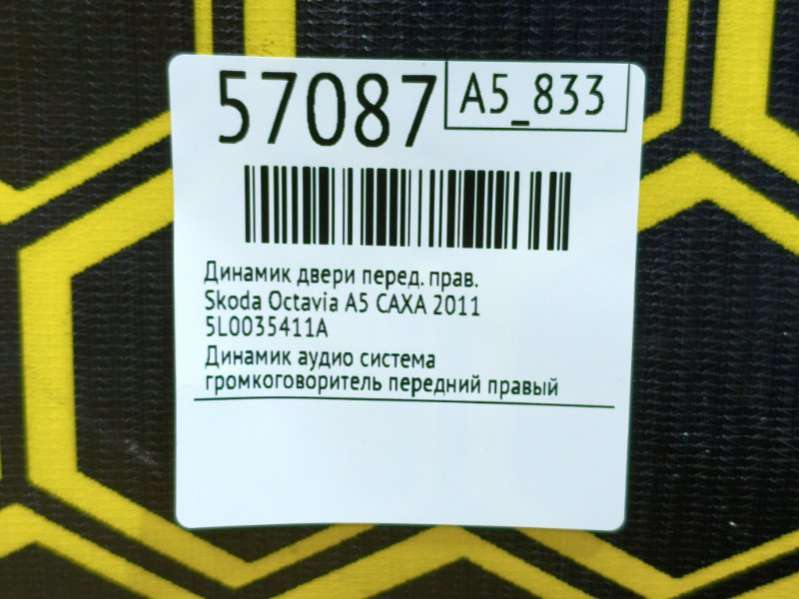 57087
A5_833
Динамик двери перед. прав.
Skoda Octavia A5 CAXA 2011
5L0035411A
Динамик аудио система
громкоговоритель передний правый